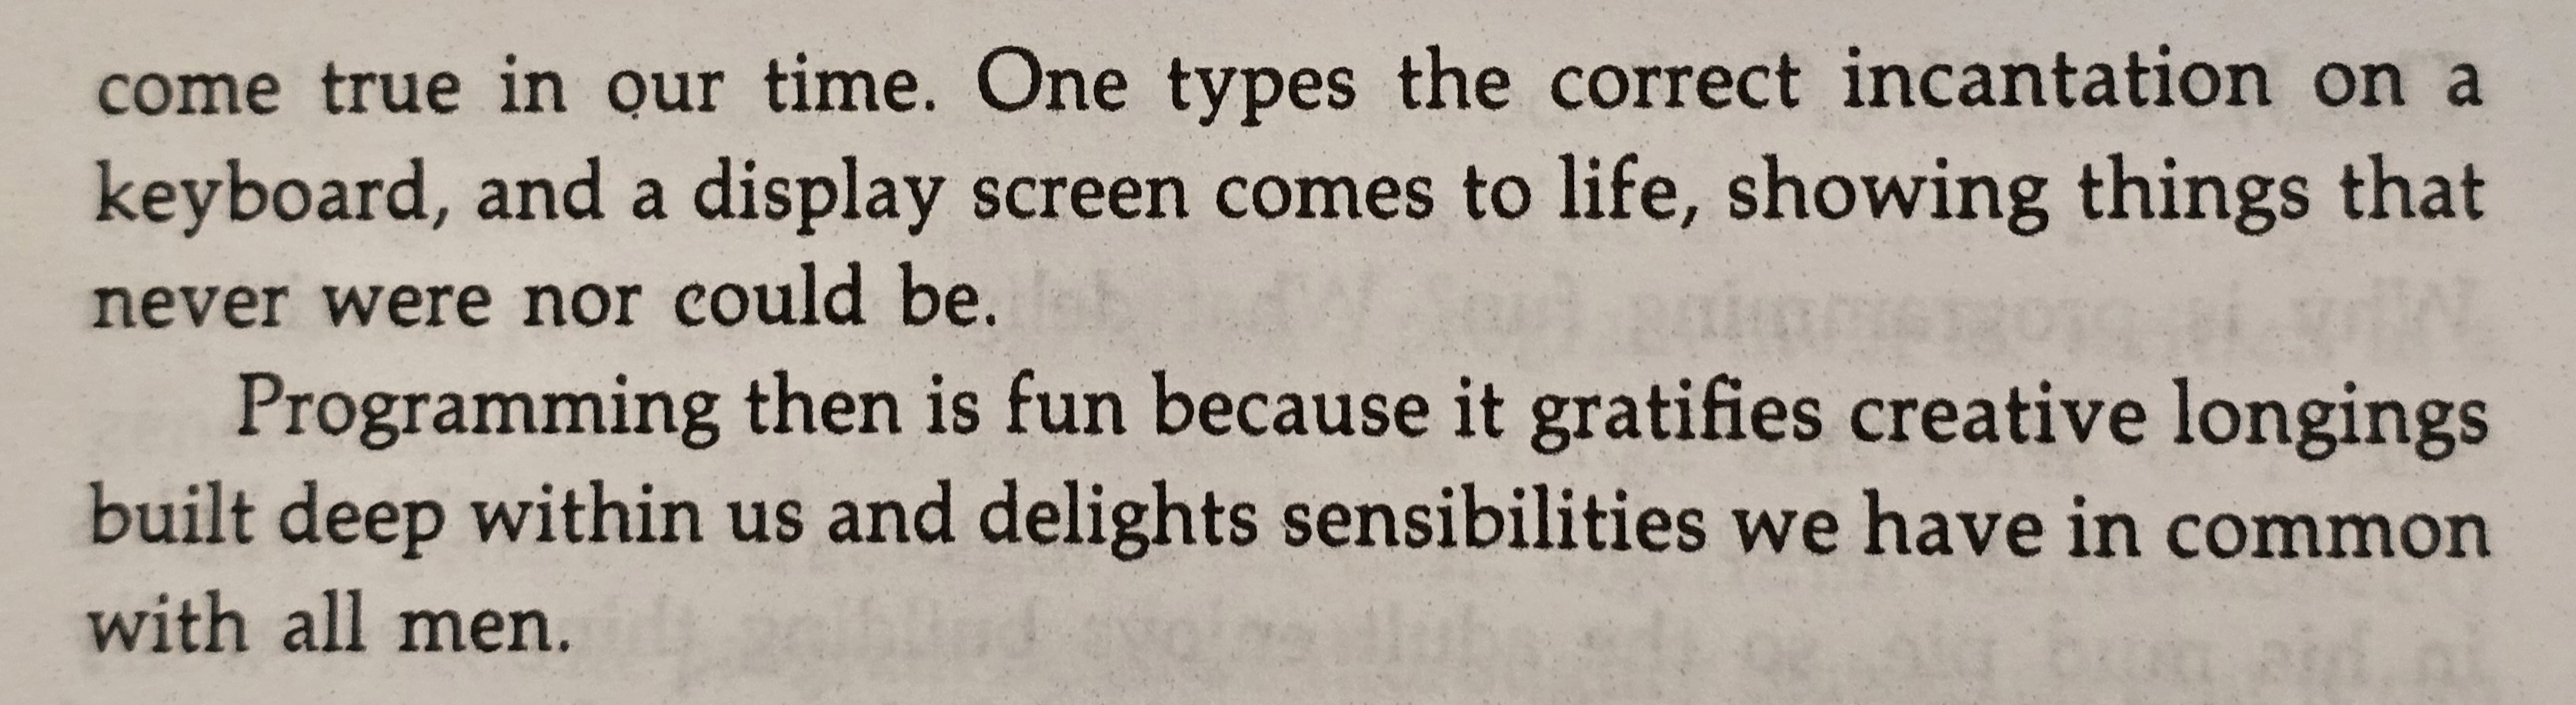 come true in our time. One types the correct incantation on a
keyboard, and a display screen comes to life, showing things that
never were nor could be.
Programming then is fun because it gratifies creative longings
built deep within us and delights sensibilities we have in common
with all men.